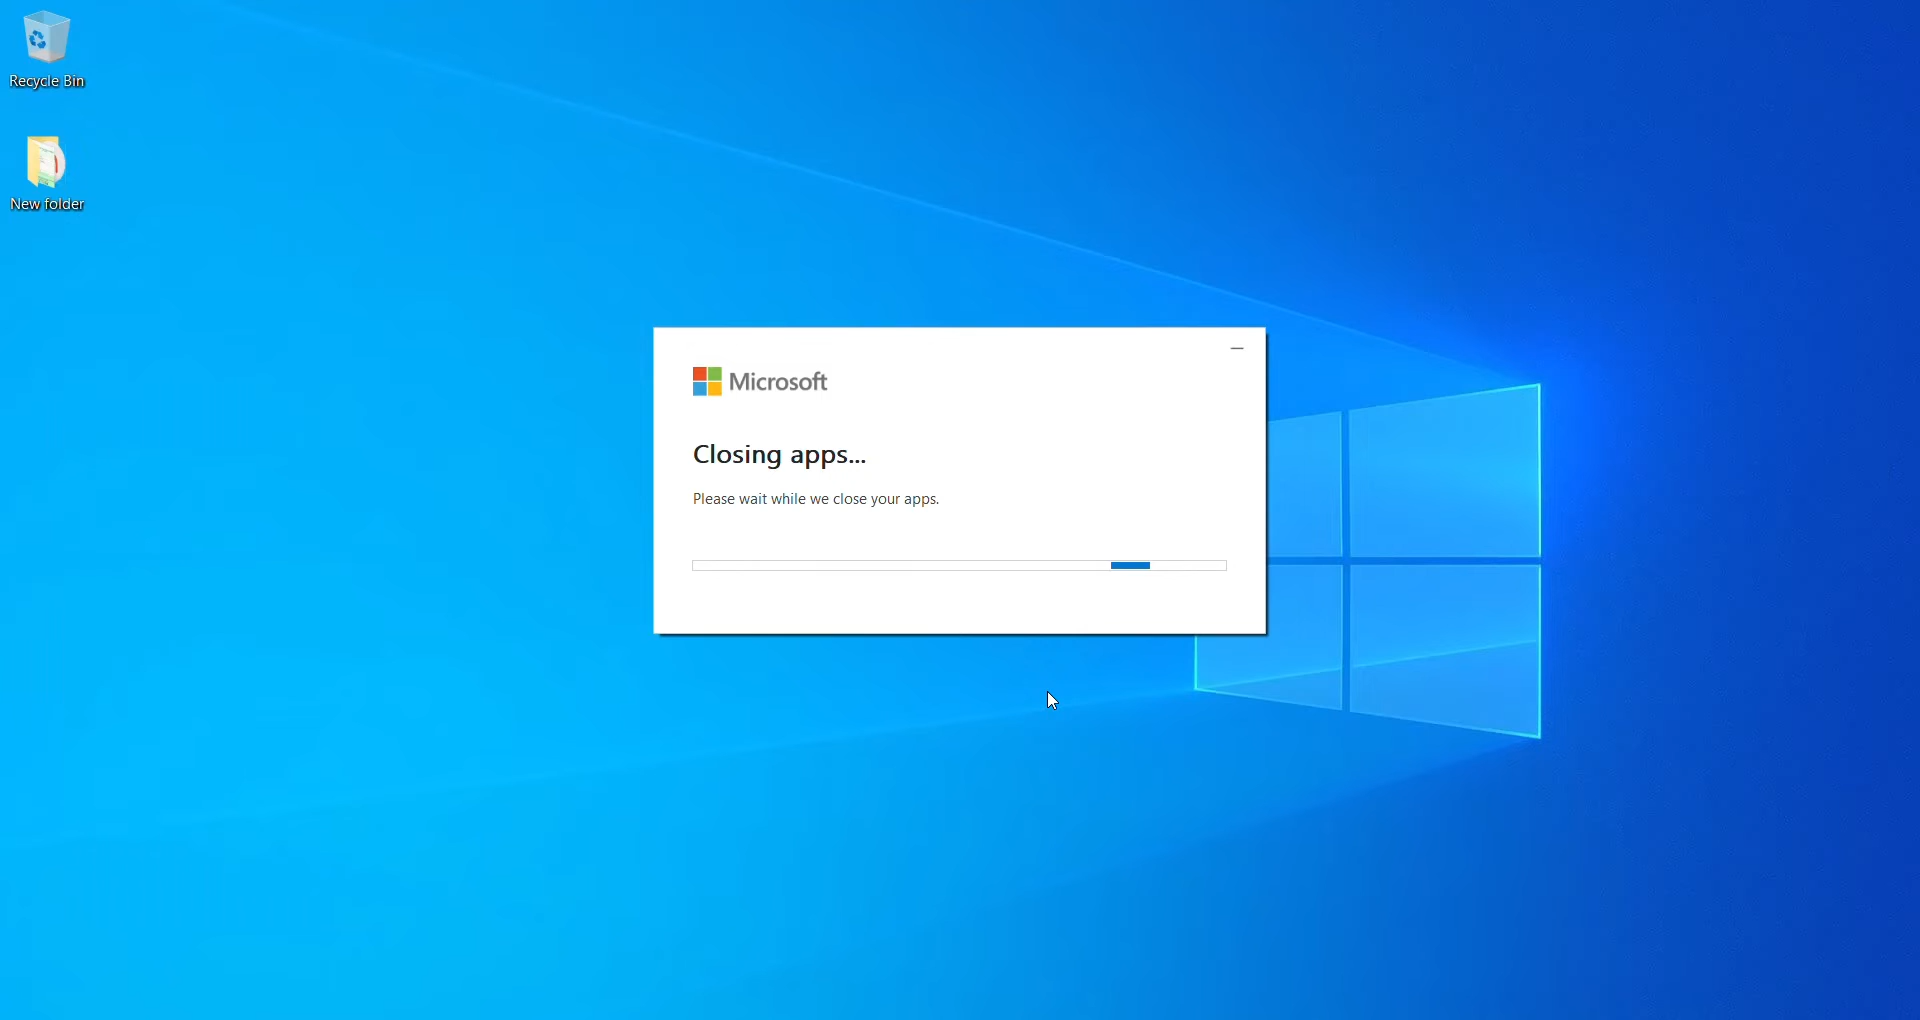 Recycle Bin
New folder
Microsoft
Closing apps...
Please wait while we close your apps.